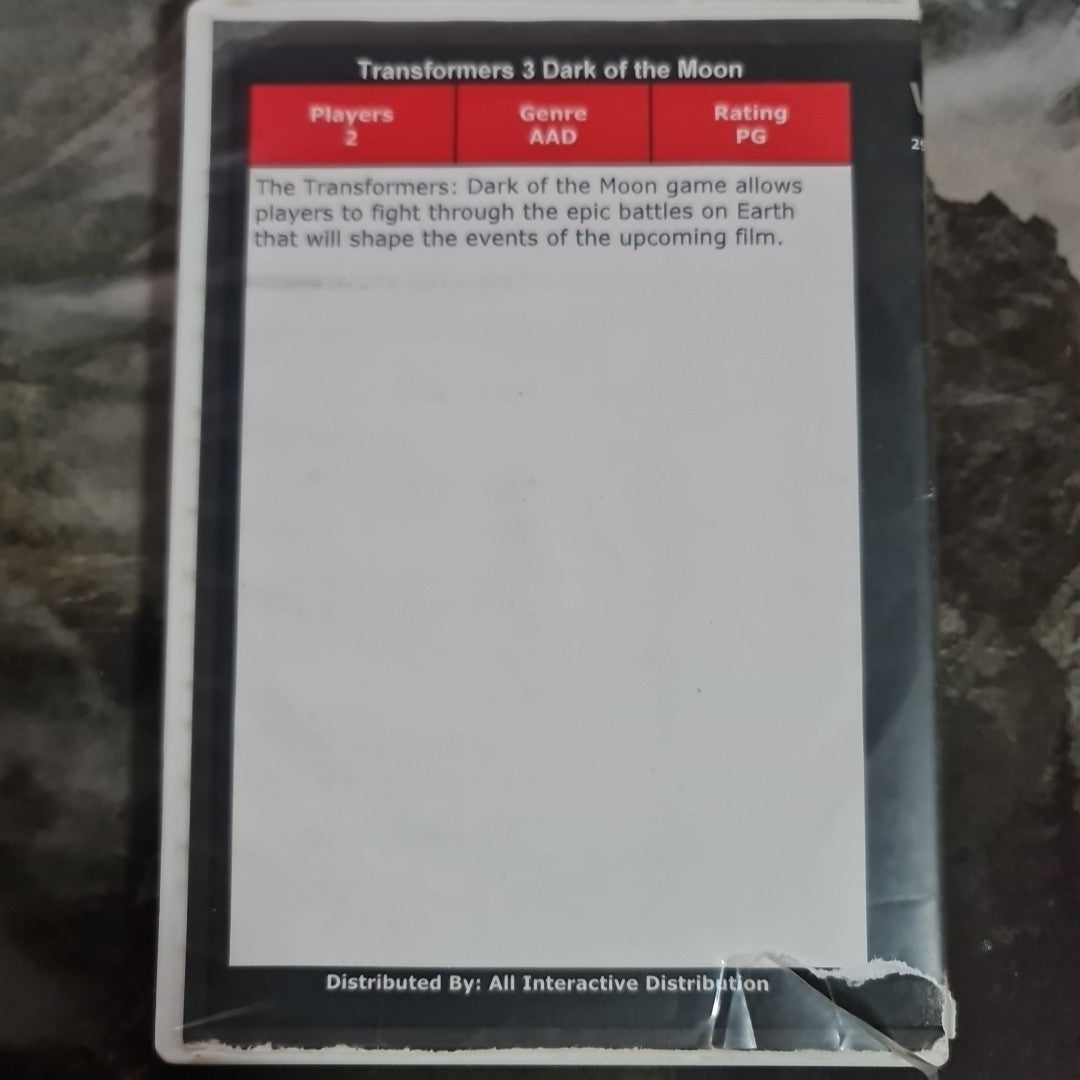 Transformers 3 Dark of the Moon
Players Genre Rating
2 AAD PG
The Transformers: Dark of the Moon game allows
players to fight through the epic battles on Earth
that will shape the events of the upcoming film.
Distributed By: All Interactive Distribution